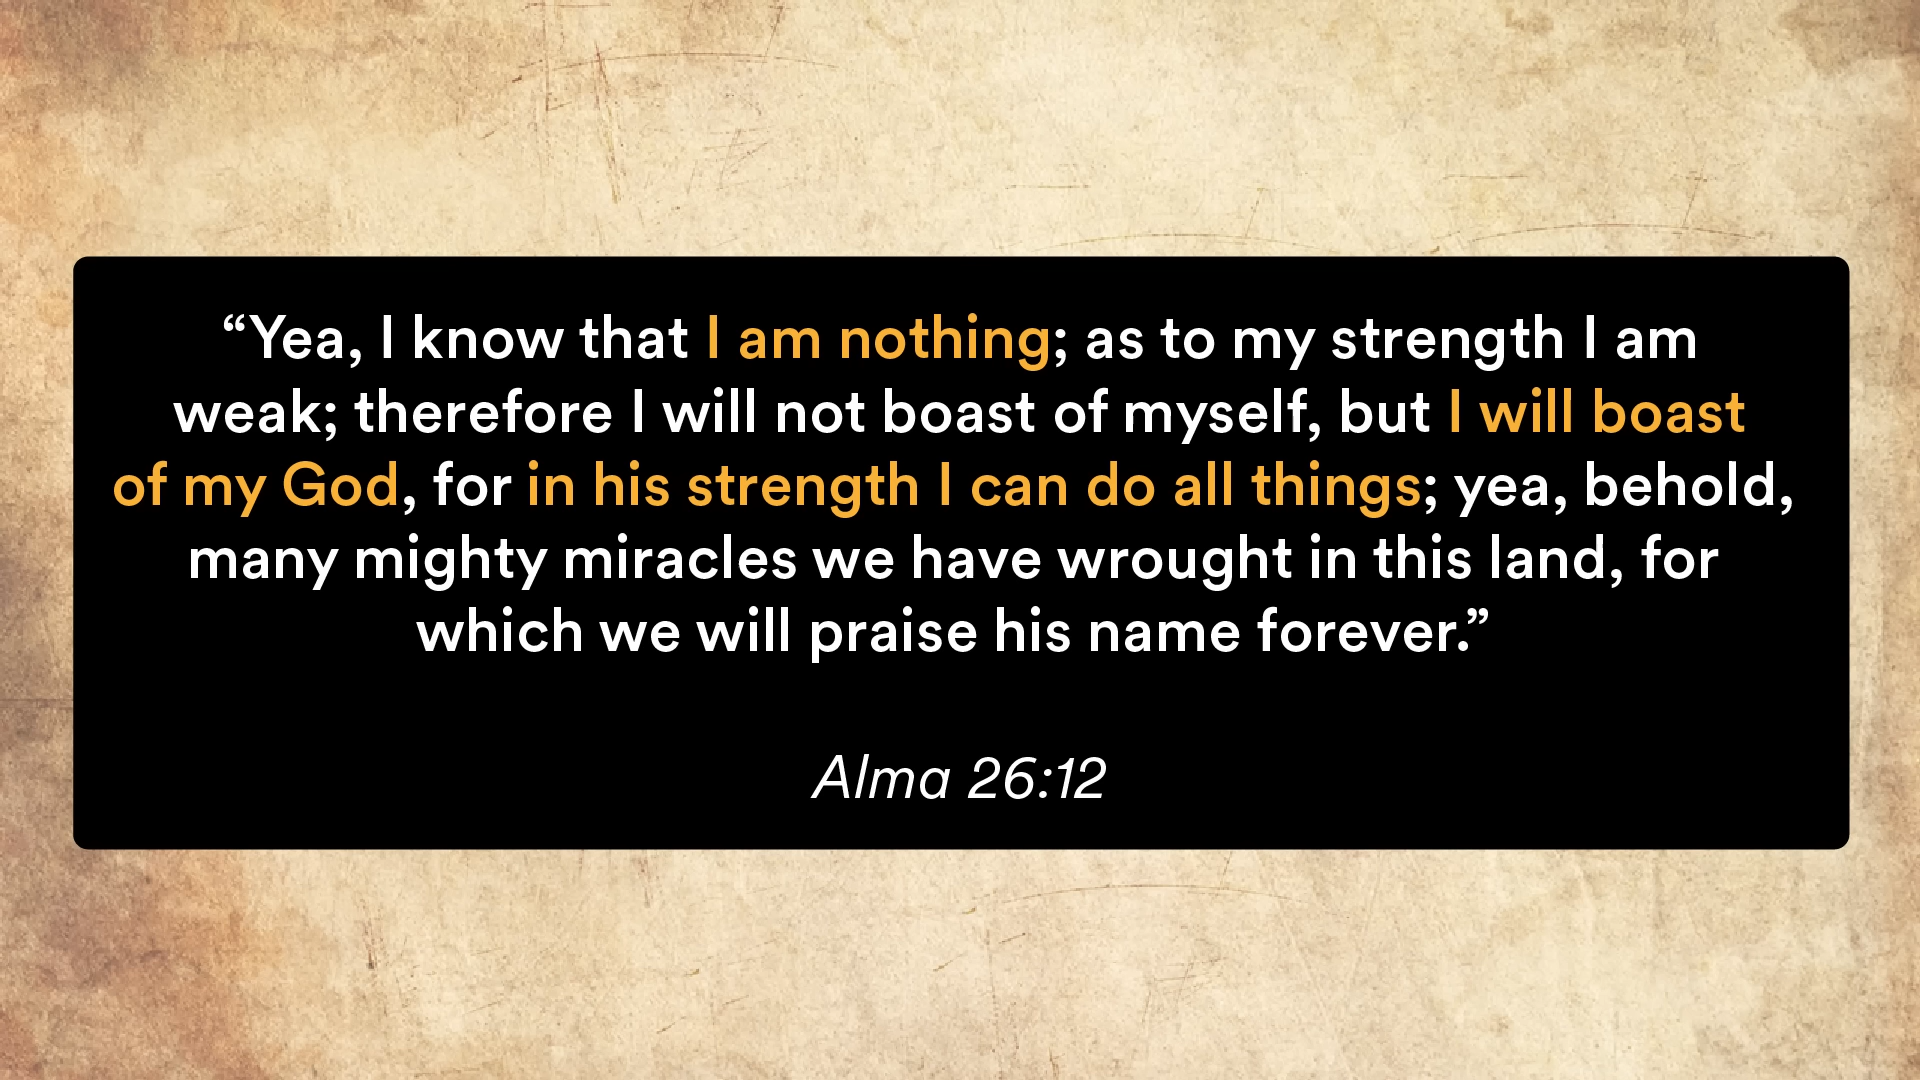 “Yea, I know that I am nothing; as to my strength I am
weak; therefore I will not boast of myself, but I will boast
of my God, for in his strength I can do all things; yea, behold,
many mighty miracles we have wrought in this land, for
which we will praise his name forever.”
Alma 26:12